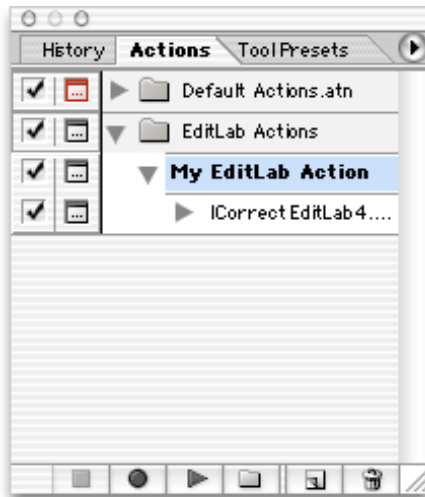 History Actions Tool Presets
Default Actions.atn
EditLab Actions
My EditLab Action
ICorrect EditLab4....